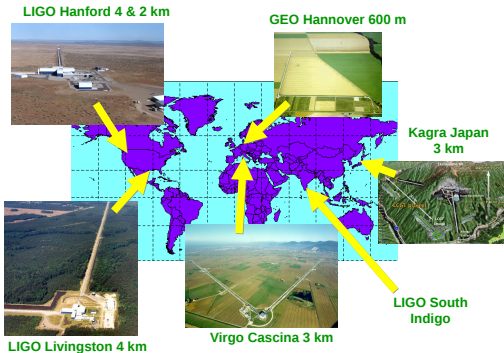 LIGO Hanford 4 & 2 km
GEO Hannover 600 m
Kagra Japan
3 km
LIGO South
Indigo
Virgo Cascina 3 km
LIGO Livingston 4 km